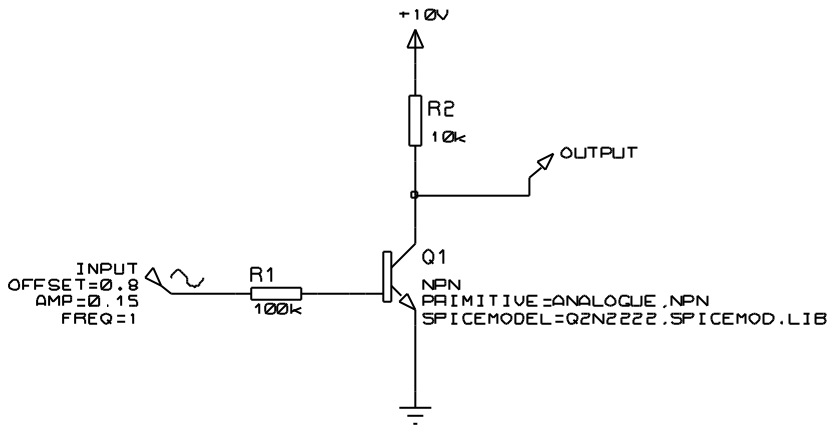 +10V
R2
10k
OUTPUT
Q1
NPN
PRIMITIVE=ANALOGUE,NPN
SPICEMODEL=Q2N2222,SPICEMOD.LIB
INPUT
OFFSET=0.8
AMP=0.15
FREQ=1
R1
100k